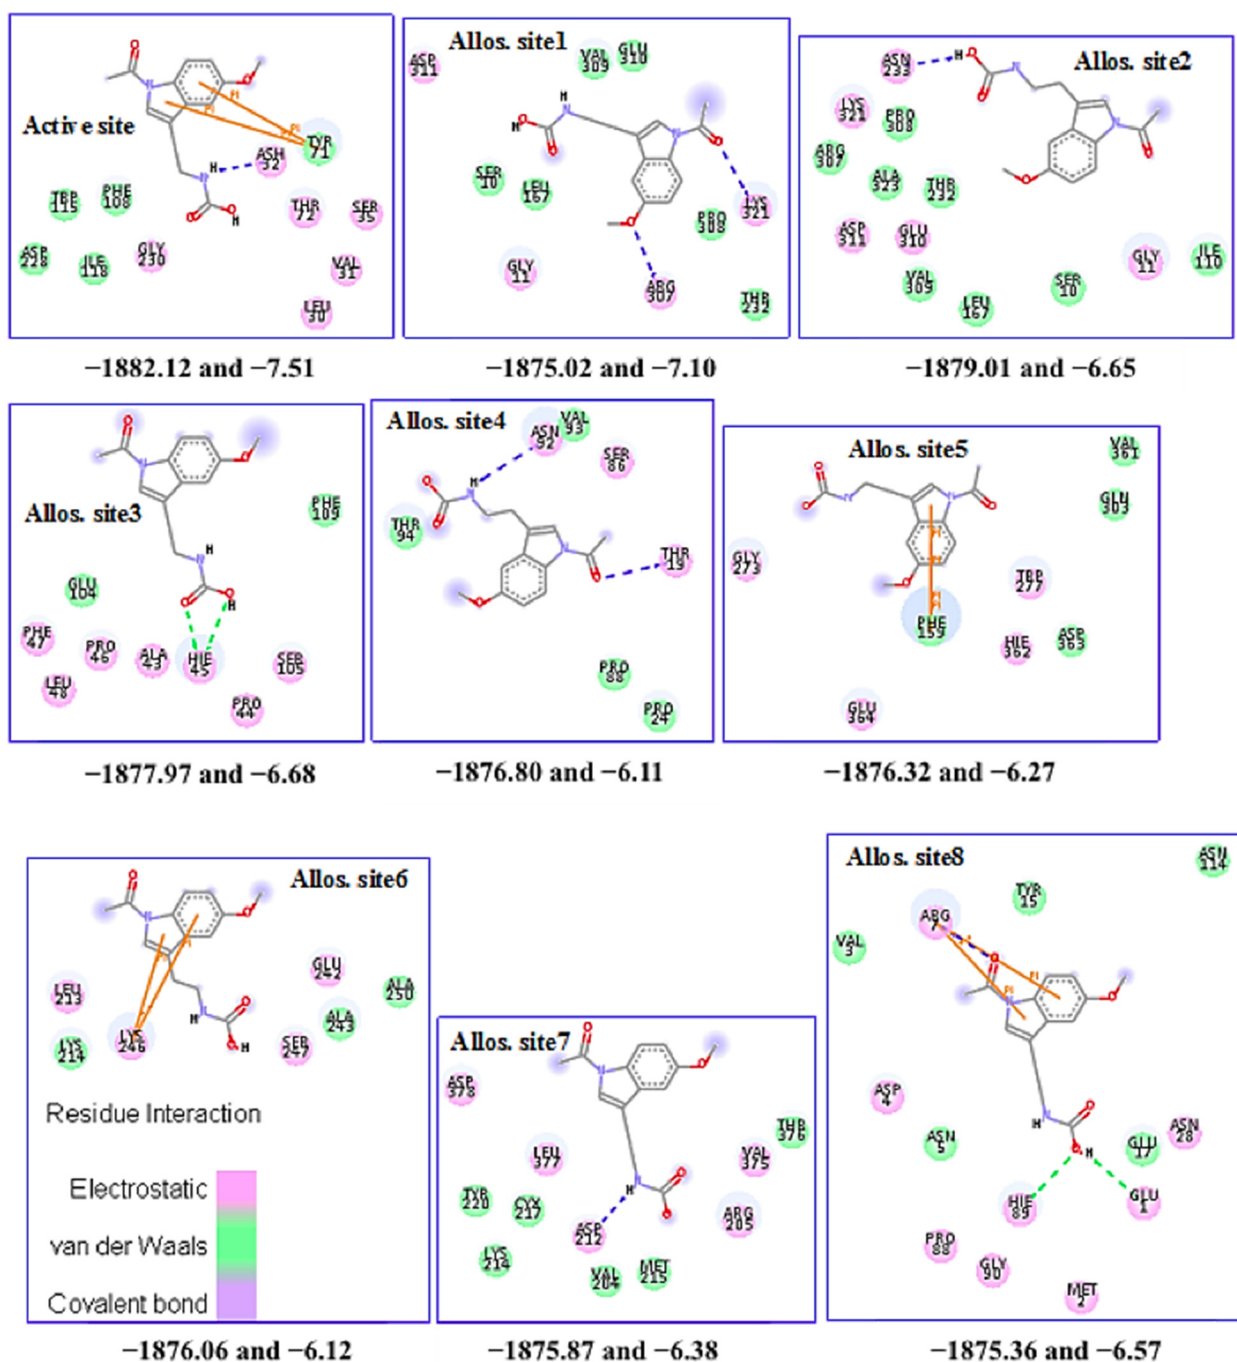 Active site
ASH
32
TYR
71
TRP
115
PHE
108
THR
72
SER
35
ASP
228
ILE
118
GLY
230
VAL
31
LEU
30
−1882.12 and −7.51
Allos. site1
ASP
311
VAL
309
GLU
310
SER
10
LEU
167
LYS
321
PRO
308
GLY
11
ARG
307
THR
232
−1875.02 and −7.10
Allos. site2
ASN
233
LYS
321
PRO
308
ARG
307
ALA
323
THR
232
ASP
311
GLU
310
GLY
11
ILE
110
VAL
309
LEU
167
SER
10
−1879.01 and −6.65
Allos. site3
PHE
109
GLU
104
PHE
47
PRO
46
ALA
43
HIE
45
SER
105
LEU
48
PRO
44
−1877.97 and −6.68
Allos. site4
ASN
92
VAL
93
SER
86
THR
94
THR
19
PRO
88
PRO
24
−1876.80 and −6.11
Allos. site5
VAL
361
GLN
303
GLY
273
TRP
277
PHE
159
HIE
362
ASP
363
GLU
364
−1876.32 and −6.27
Allos. site6
LEU
213
GLU
242
ALA
250
LYS
214
LYS
246
SER
247
ALA
243
Residue Interaction
Electrostatic
van der Waals
Covalent bond
−1876.06 and −6.12
Allos. site7
ASP
378
THR
376
LEU
377
VAL
375
TYR
220
CYX
217
ASP
212
ARG
205
LYS
214
VAL
204
MET
215
−1875.87 and −6.38
Allos. site8
ASN
114
TYR
15
ARG
7
VAL
3
ASP
4
ASN
5
GLU
17
ASN
28
HIE
89
GLU
1
PRO
88
GLY
90
MET
2
−1875.36 and −6.57